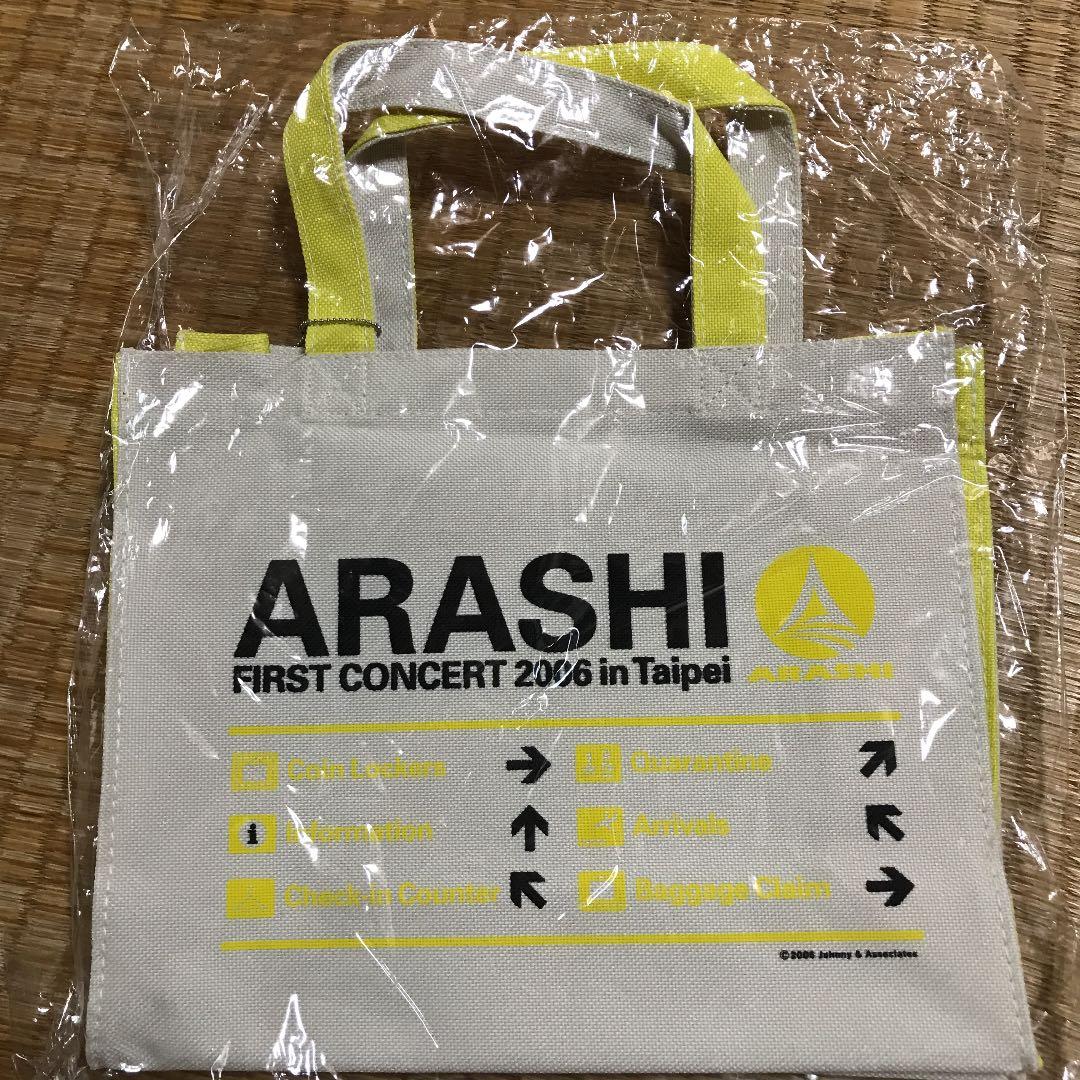 ARASHI
FIRST CONCERT 2006 in Taipei
ARASHI
Coin Lockers → Quarantine ↗
i Information ↑ Arrivals ↖
Check-in Counter ↖ Baggage Claim →
©2006 Johnny & Associates